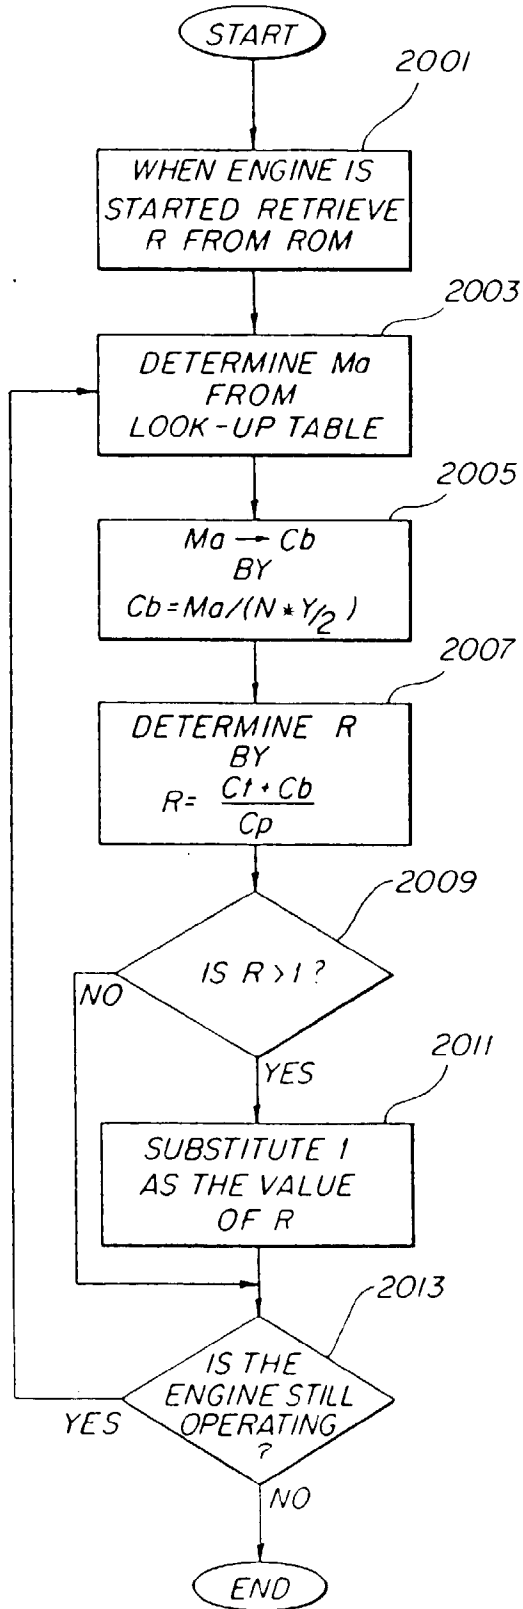 START
2001
WHEN ENGINE IS
STARTED RETRIEVE
R FROM ROM
2003
DETERMINE Ma
FROM
LOOK-UP TABLE
2005
Ma → Cb
BY
Cb = Ma/(N * Y/2 )
2007
DETERMINE R
BY
R = Ct + Cb
Cp
2009
IS R > 1 ?
NO
YES
2011
SUBSTITUTE 1
AS THE VALUE
OF R
2013
IS THE
ENGINE STILL
OPERATING
?
YES
NO
END